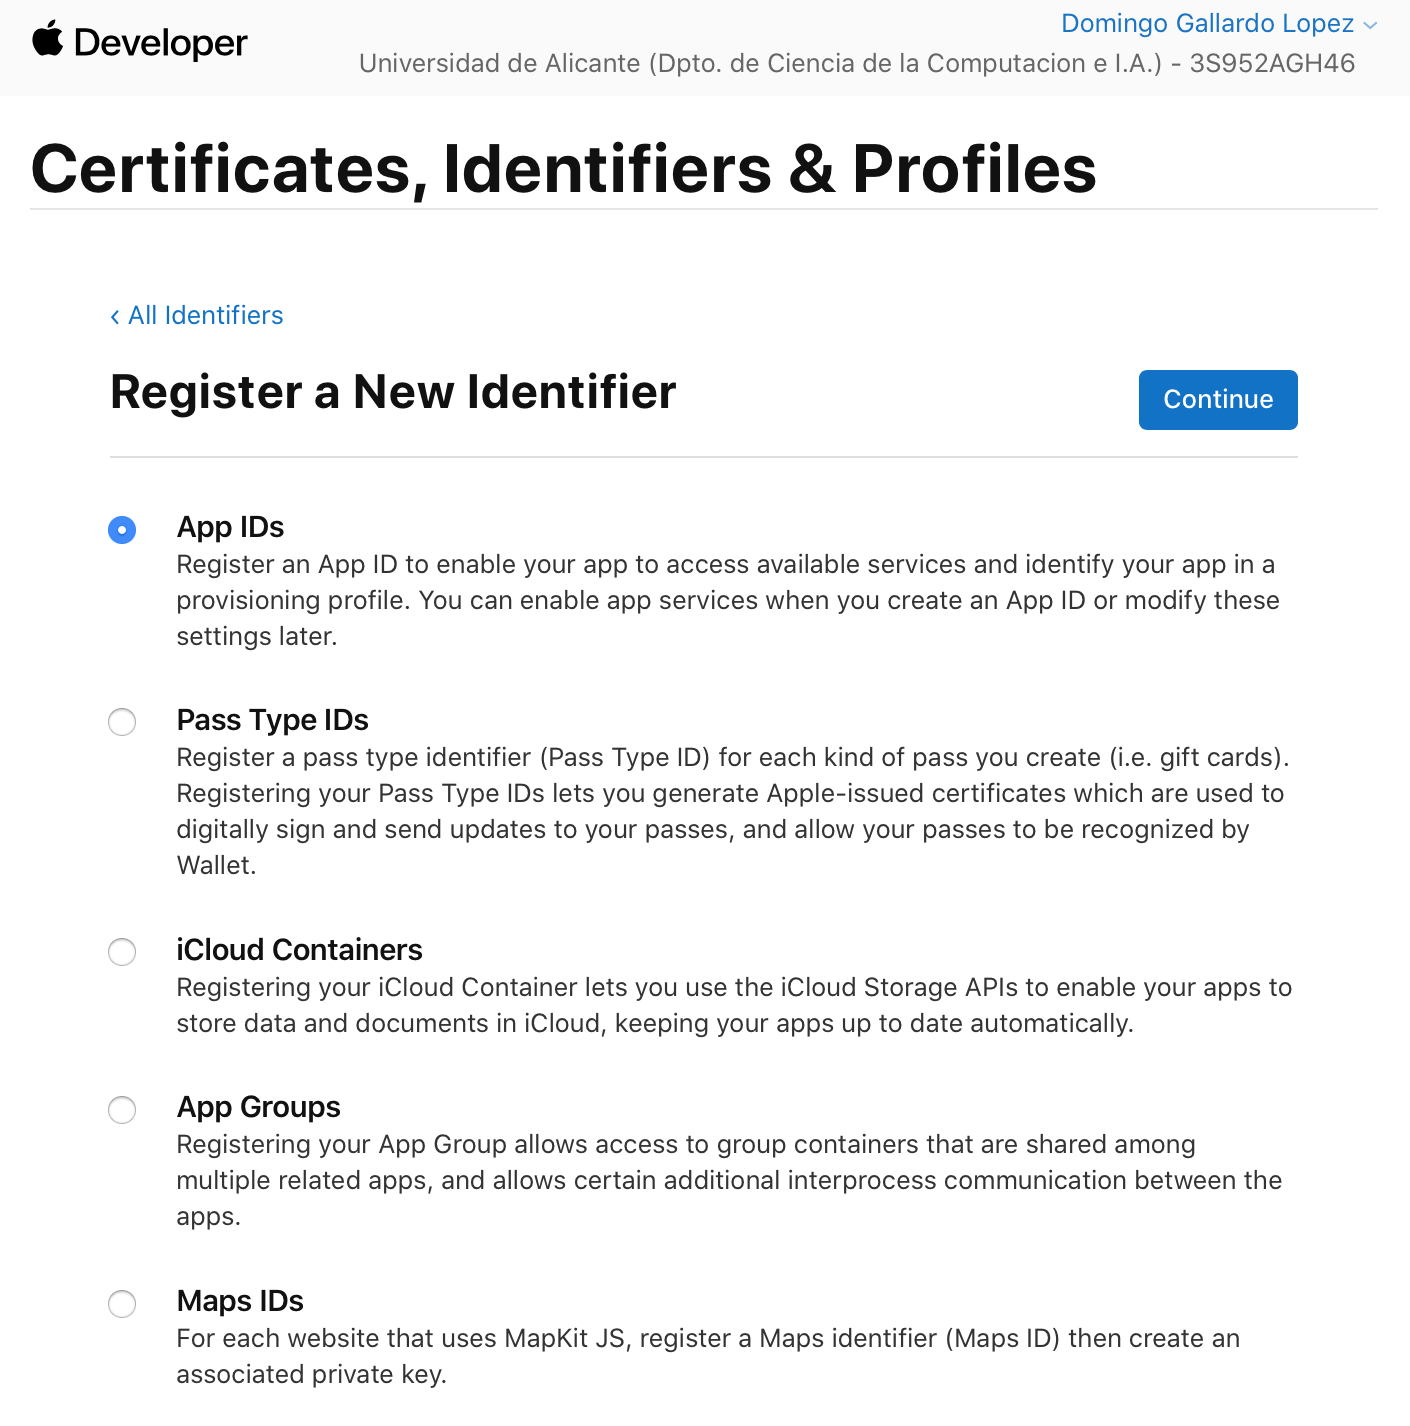 Developer
Domingo Gallardo Lopez
Universidad de Alicante (Dpto. de Ciencia de la Computacion e I.A.) - 3S952AGH46
Certificates, Identifiers & Profiles
‹ All Identifiers
Register a New Identifier
Continue
App IDs
Register an App ID to enable your app to access available services and identify your app in a
provisioning profile. You can enable app services when you create an App ID or modify these
settings later.
Pass Type IDs
Register a pass type identifier (Pass Type ID) for each kind of pass you create (i.e. gift cards).
Registering your Pass Type IDs lets you generate Apple-issued certificates which are used to
digitally sign and send updates to your passes, and allow your passes to be recognized by
Wallet.
iCloud Containers
Registering your iCloud Container lets you use the iCloud Storage APIs to enable your apps to
store data and documents in iCloud, keeping your apps up to date automatically.
App Groups
Registering your App Group allows access to group containers that are shared among
multiple related apps, and allows certain additional interprocess communication between the
apps.
Maps IDs
For each website that uses MapKit JS, register a Maps identifier (Maps ID) then create an
associated private key.